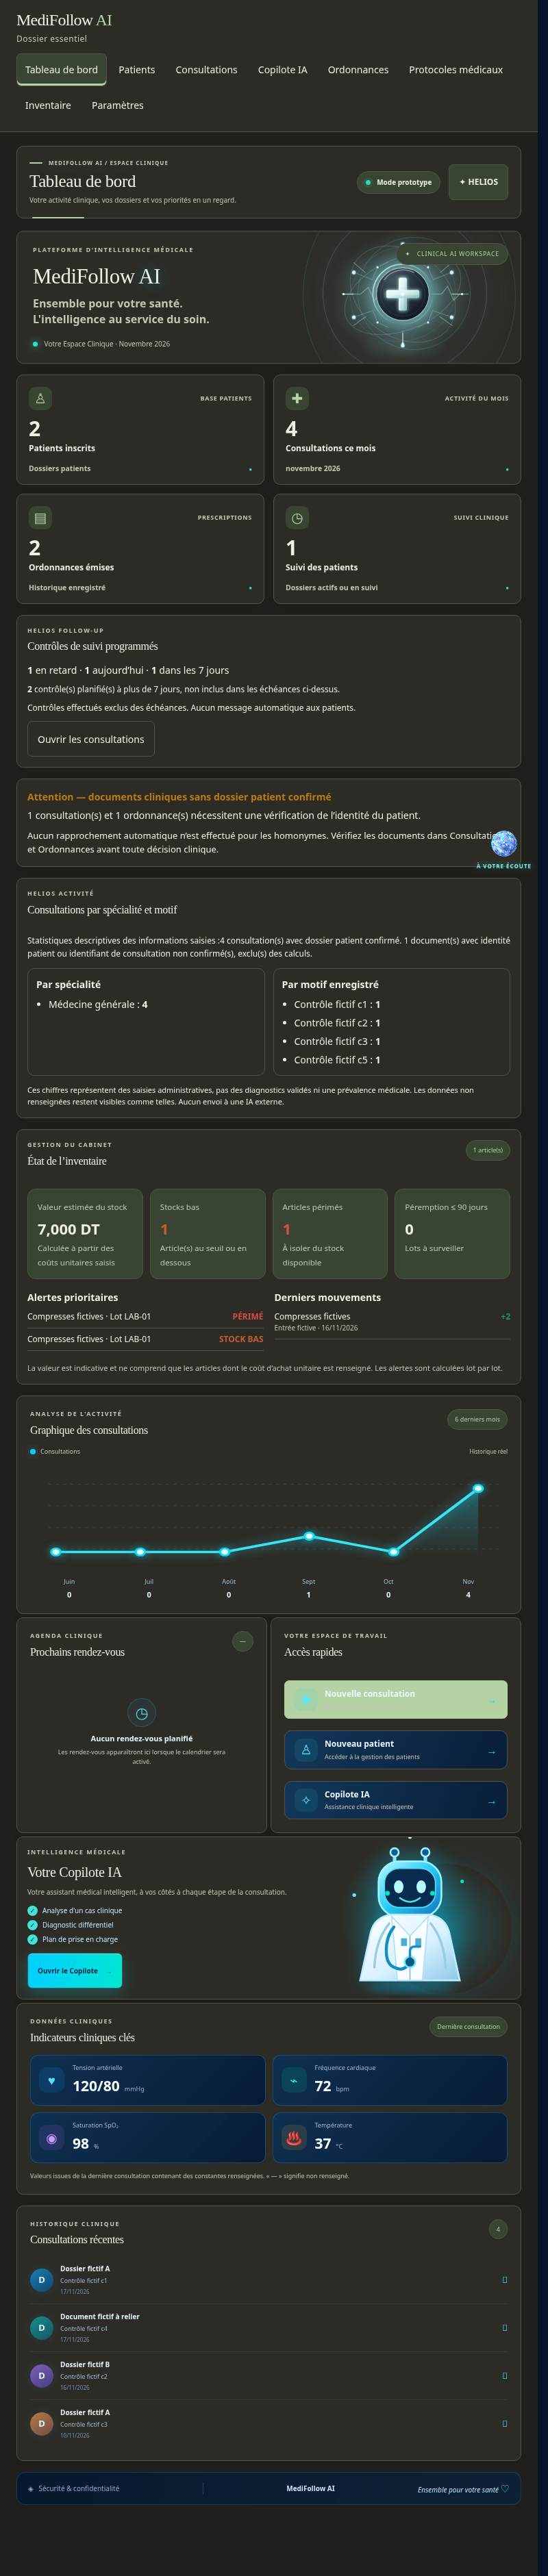 MediFollow AI
Dossier essentiel
Tableau de bord
Patients
Consultations
Copilote IA
Ordonnances
Protocoles médicaux
Inventaire
Paramètres
MEDIFOLLOW AI / ESPACE CLINIQUE
Tableau de bord
Votre activité clinique, vos dossiers et vos priorités en un regard.
Mode prototype
✦ HELIOS
PLATEFORME D'INTELLIGENCE MÉDICALE
CLINICAL AI WORKSPACE
MediFollow AI
Ensemble pour votre santé.
L'intelligence au service du soin.
Votre Espace Clinique · Novembre 2026
BASE PATIENTS
2
Patients inscrits
Dossiers patients
ACTIVITÉ DU MOIS
4
Consultations ce mois
novembre 2026
PRESCRIPTIONS
2
Ordonnances émises
Historique enregistré
SUIVI CLINIQUE
1
Suivi des patients
Dossiers actifs ou en suivi
HELIOS FOLLOW-UP
Contrôles de suivi programmés
1 en retard · 1 aujourd’hui · 1 dans les 7 jours
2 contrôle(s) planifié(s) à plus de 7 jours, non inclus dans les échéances ci-dessus.
Contrôles effectués exclus des échéances. Aucun message automatique aux patients.
Ouvrir les consultations
Attention — documents cliniques sans dossier patient confirmé
1 consultation(s) et 1 ordonnance(s) nécessitent une vérification de l’identité du patient.
Aucun rapprochement automatique n’est effectué pour les homonymes. Vérifiez les documents dans
et Ordonnances avant toute décision clinique.
À VOTRE ÉCOUTE
HELIOS ACTIVITÉ
Consultations par spécialité et motif
Statistiques descriptives des informations saisies :4 consultation(s) avec dossier patient confirmé. 1 document(s) avec identité
patient ou identifiant de consultation non confirmé(s), exclu(s) des calculs.
Par spécialité
Médecine générale : 4
Par motif enregistré
Contrôle fictif c1 : 1
Contrôle fictif c2 : 1
Contrôle fictif c3 : 1
Contrôle fictif c5 : 1
Ces chiffres représentent des saisies administratives, pas des diagnostics validés ni une prévalence médicale. Les données non
renseignées restent visibles comme telles. Aucun envoi à une IA externe.
GESTION DU CABINET
État de l’inventaire
1 article(s)
Valeur estimée du stock
7,000 DT
Calculée à partir des
coûts unitaires saisis
Stocks bas
1
Article(s) au seuil ou en
dessous
Articles périmés
1
À isoler du stock
disponible
Péremption ≤ 90 jours
0
Lots à surveiller
Alertes prioritaires
Compresses fictives · Lot LAB-01
PÉRIMÉ
Compresses fictives · Lot LAB-01
STOCK BAS
Derniers mouvements
Compresses fictives
+2
Entrée fictive · 16/11/2026
La valeur est indicative et ne comprend que les articles dont le coût d’achat unitaire est renseigné. Les alertes sont calculées lot par lot.
ANALYSE DE L'ACTIVITÉ
Graphique des consultations
6 derniers mois
Consultations
Historique réel
Juin
Juil
Août
Sept
Oct
Nov
0
0
0
1
0
4
AGENDA CLINIQUE
Prochains rendez-vous
—
Aucun rendez-vous planifié
Les rendez-vous apparaîtront ici lorsque le calendrier sera
activé.
VOTRE ESPACE DE TRAVAIL
Accès rapides
Nouvelle consultation
→
Nouveau patient
Accéder à la gestion des patients
→
Copilote IA
Assistance clinique intelligente
→
INTELLIGENCE MÉDICALE
Votre Copilote IA
Votre assistant médical intelligent, à vos côtés à chaque étape de la consultation.
✓ Analyse d'un cas clinique
✓ Diagnostic différentiel
✓ Plan de prise en charge
Ouvrir le Copilote →
DONNÉES CLINIQUES
Indicateurs cliniques clés
Dernière consultation
Tension artérielle
120/80 mmHg
Fréquence cardiaque
72 bpm
Saturation SpO₂
98 %
Température
37 °C
Valeurs issues de la dernière consultation contenant des constantes renseignées. « — » signifie non renseigné.
HISTORIQUE CLINIQUE
Consultations récentes
4
D
Dossier fictif A
Contrôle fictif c1
17/11/2026
D
Document fictif à relier
Contrôle fictif c4
17/11/2026
D
Dossier fictif B
Contrôle fictif c2
16/11/2026
D
Dossier fictif A
Contrôle fictif c3
10/11/2026
Sécurité & confidentialité
MediFollow AI
Ensemble pour votre santé ♡